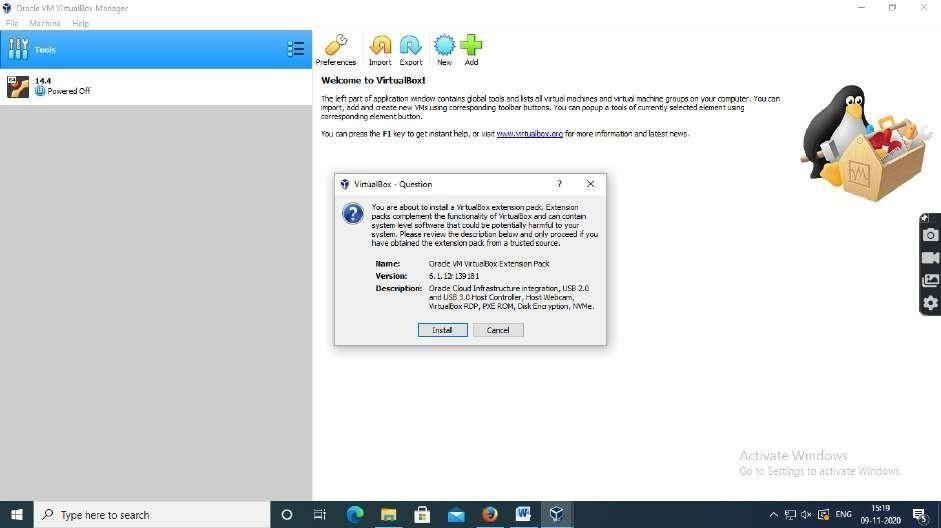 Oracle VM VirtualBox Manager
File Machine Help
Tools
Preferences Import Export New Add
64
14.4
Powered Off
Welcome to VirtualBox!
The left part of application window contains global tools and lists all virtual machines and virtual machine groups on your computer. You can
import, add and create new VMs using corresponding toolbar buttons. You can popup a tools of currently selected element using
corresponding element button.
You can press the F1 key to get instant help, or visit www.virtualbox.org for more information and latest news.
VirtualBox - Question
?
You are about to install a VirtualBox extension pack. Extension
packs complement the functionality of VirtualBox and can contain
system level software that could be potentially harmful to your
system. Please review the description below and only proceed if you
have obtained the extension pack from a trusted source.
Name: Oracle VM VirtualBox Extension Pack
Version: 6.1.12r139181
Description: Oracle Cloud Infrastructure integration, USB 2.0
and USB 3.0 Host Controller, Host Webcam,
VirtualBox RDP, PXE ROM, Disk Encryption, NVMe.
Install Cancel
Activate Windows
Go to Settings to activate Windows.
Type here to search
ENG
15:19
09-11-2020
5